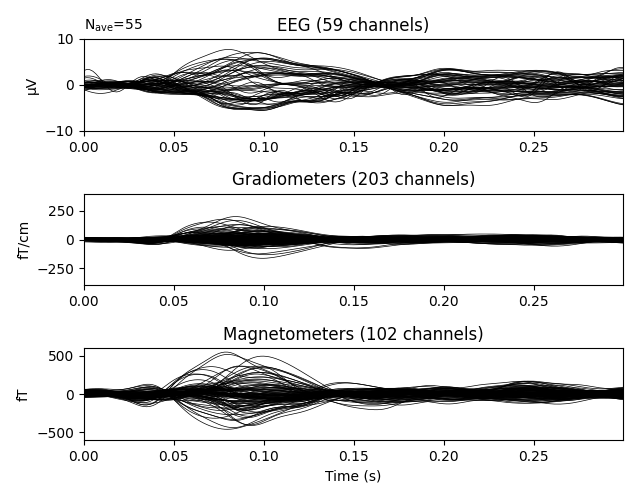 N_ave=55
EEG (59 channels)
10
0
−10
µV
0.00 0.05 0.10 0.15 0.20 0.25
Gradiometers (203 channels)
250
0
−250
fT/cm
0.00 0.05 0.10 0.15 0.20 0.25
Magnetometers (102 channels)
500
0
−500
fT
0.00 0.05 0.10 0.15 0.20 0.25
Time (s)